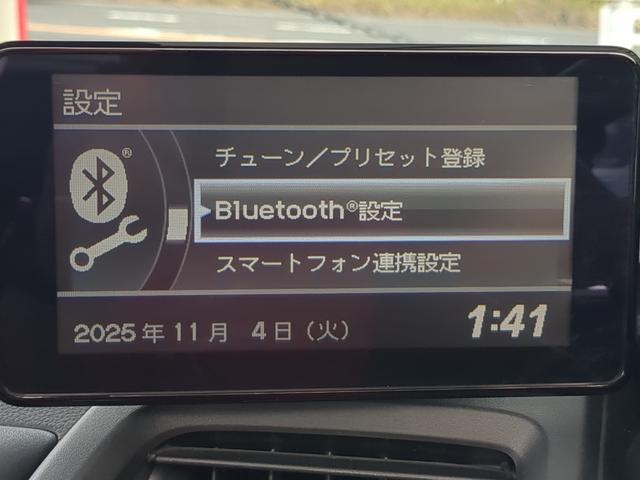 設定
チューン／プリセット登録
Bluetooth®設定
スマートフォン連携設定
2025年11月 4日（火）
1:41
®